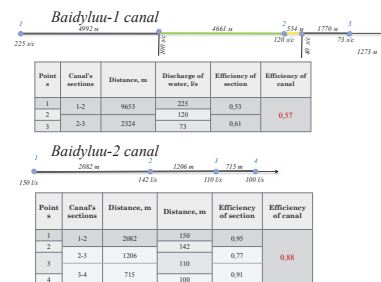 Baidyluu-1 canal
1 4992 м 4661 м 2 554 м 1770 м 3
225 л/с 100 л/с 120 л/с 40 л/с 73 л/с
1273 м
Points Canal's sections Distance, m Discharge of water, l/s Efficiency of section Efficiency of canal
1 1-2 9653 225 0,53 0,57
2 120
3 2-3 2324 73 0,61
Baidyluu-2 canal
1 2082 м 2 1206 м 3 715 м 4
150 l/s 142 l/s 110 l/s 100 l/s
Points Canal's sections Distance, m Distance, m Efficiency of section Efficiency of canal
1 1-2 2082 150 0,95 0,88
2 142
2-3 1206 0,77
3 110
3-4 715 0,91
4 100